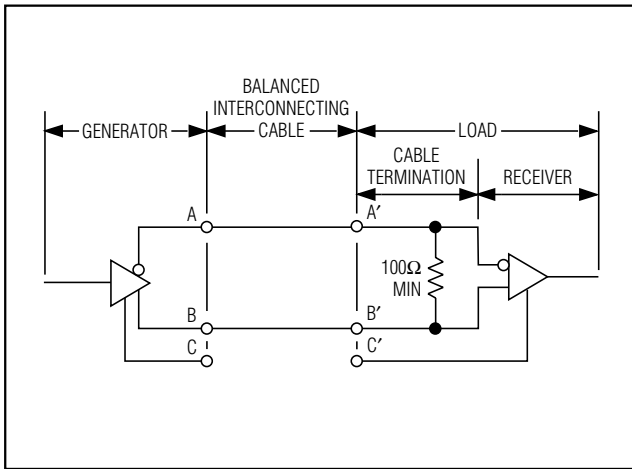 BALANCED
INTERCONNECTING
GENERATOR CABLE LOAD
CABLE
TERMINATION RECEIVER
A A′
100Ω
MIN
B B′
C C′